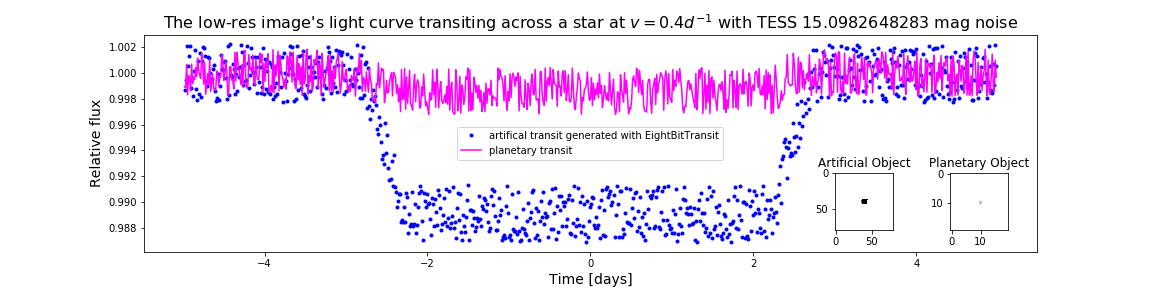 The low-res image's light curve transiting across a star at v = 0.4d⁻¹ with TESS 15.0982648283 mag noise
Relative flux
1.002
1.000
0.998
0.996
0.994
0.992
0.990
0.988
artifical transit generated with EightBitTransit
planetary transit
Artificial Object
0
50
0 50
Planetary Object
0
10
0 10
−4 −2 0 2 4
Time [days]